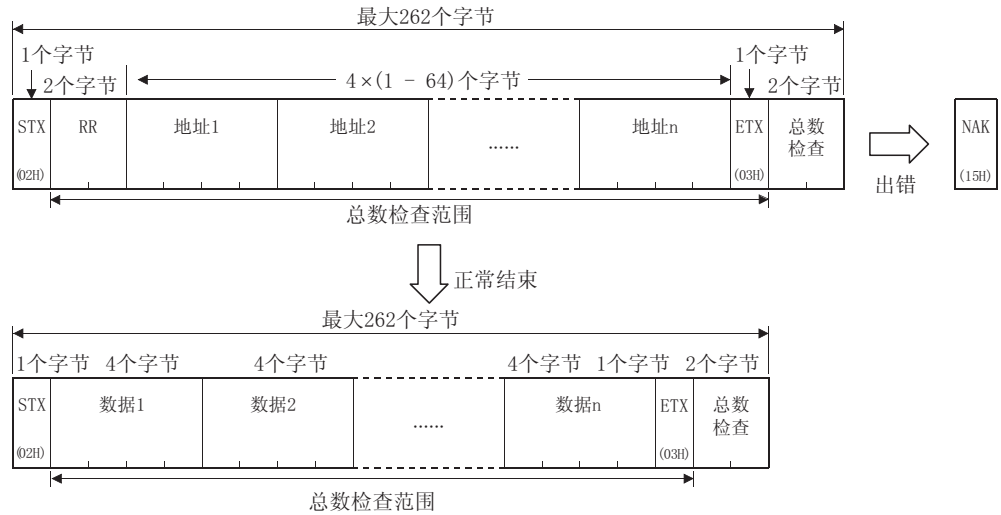 最大262个字节
1个字节
1个字节
2个字节
4×(1 - 64)个字节
2个字节
STX
RR
地址1
地址2
地址n
ETX
总数
检查
NAK
......
(02H)
(03H)
(15H)
出错
总数检查范围
正常结束
最大262个字节
1个字节
4个字节
4个字节
4个字节
1个字节
2个字节
STX
数据1
数据2
数据n
ETX
总数
检查
......
(02H)
(03H)
总数检查范围